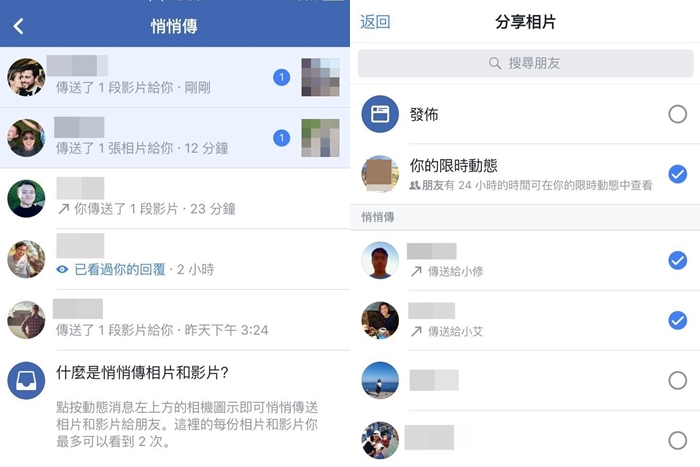 悄悄傳
傳送了 1 段影片給你 · 剛剛
1
傳送了 1 張相片給你 · 12 分鐘
1
你傳送了 1 段影片 · 23 分鐘
已看過你的回覆 · 2 小時
傳送了 1 段影片給你 · 昨天下午 3:24
什麼是悄悄傳相片和影片?
點按動態消息左上方的相機圖示即可悄悄傳送
相片和影片給朋友。這裡的每份相片和影片你
最多可以看到 2 次。
返回
分享相片
搜尋朋友
發佈
你的限時動態
朋友有 24 小時的時間可在你的限時動態中查看
悄悄傳
傳送給小修
傳送給小艾